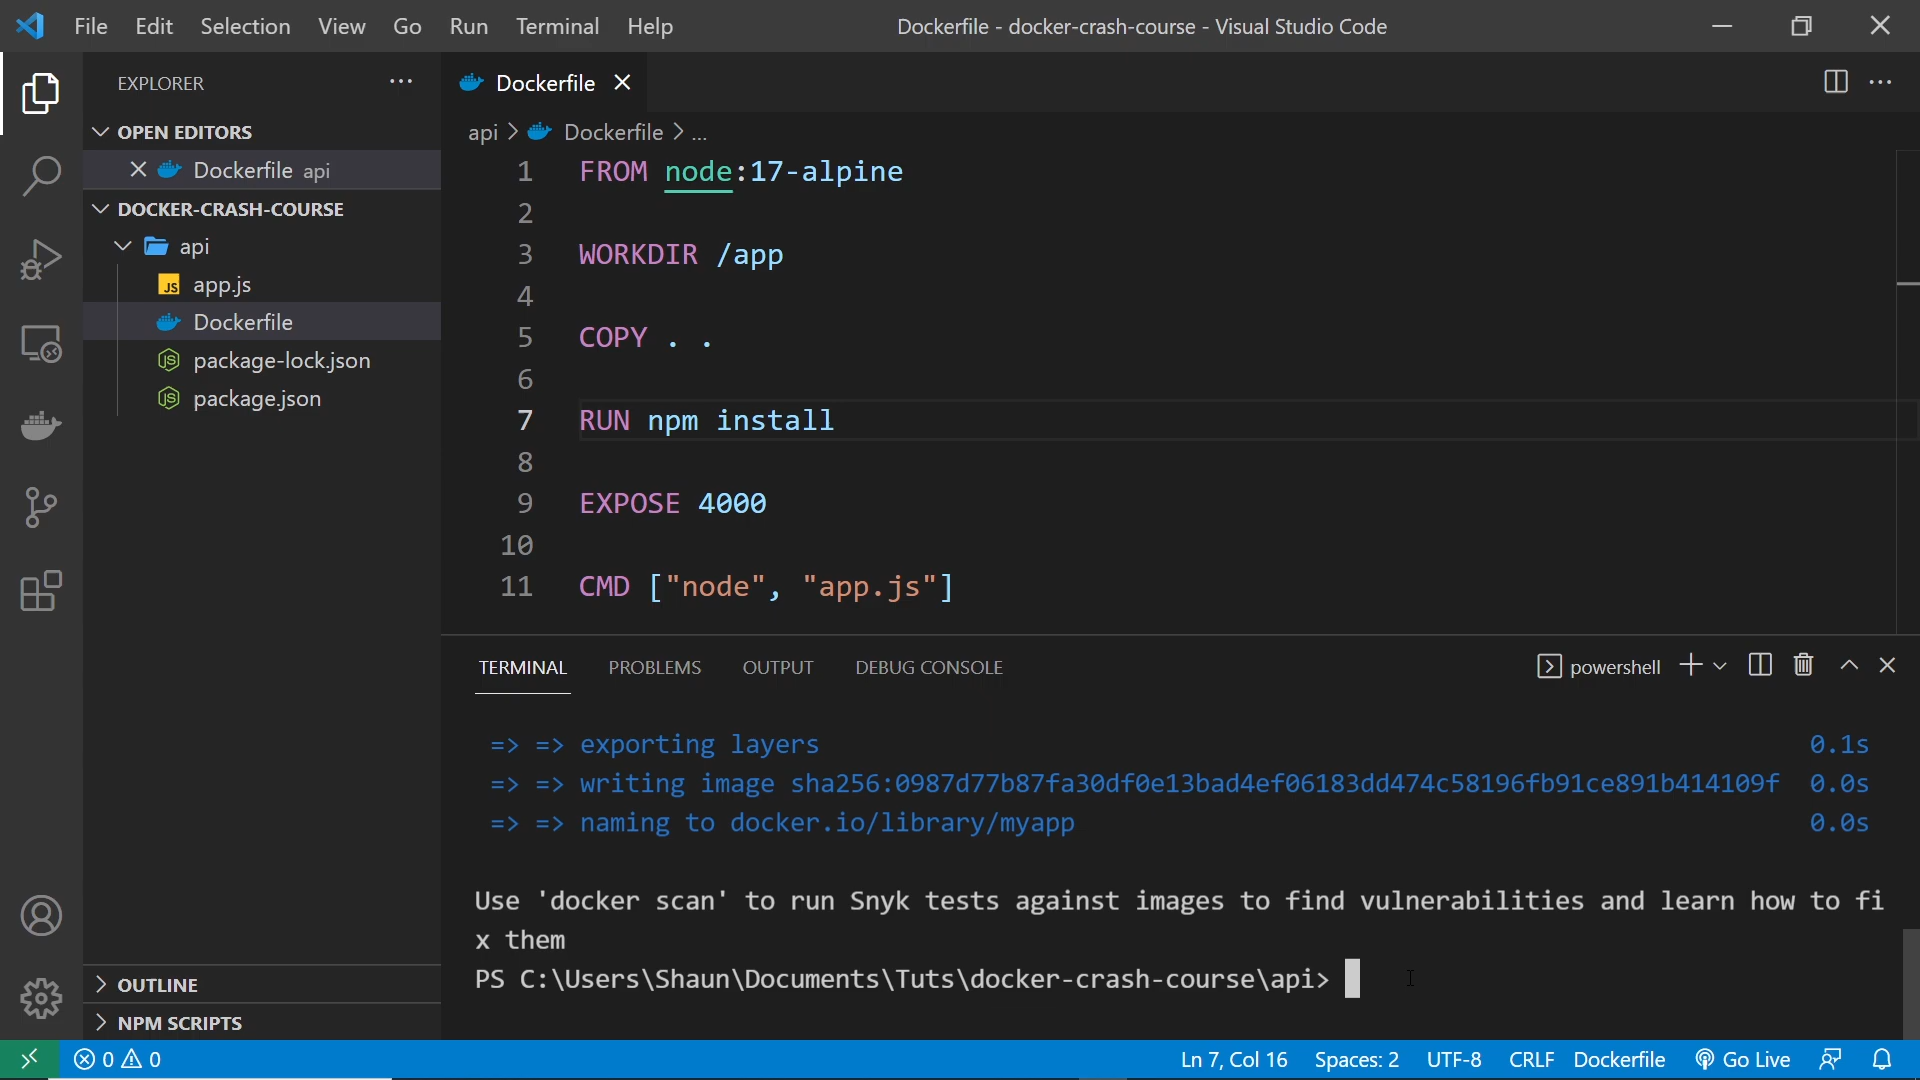 File Edit Selection View Go Run Terminal Help
Dockerfile - docker-crash-course - Visual Studio Code
EXPLORER
OPEN EDITORS
Dockerfile api
DOCKER-CRASH-COURSE
api
JS app.js
Dockerfile
package-lock.json
package.json
OUTLINE
NPM SCRIPTS
Dockerfile
api > Dockerfile > ...
1 FROM node:17-alpine
2
3 WORKDIR /app
4
5 COPY . .
6
7 RUN npm install
8
9 EXPOSE 4000
10
11 CMD ["node", "app.js"]
TERMINAL PROBLEMS OUTPUT DEBUG CONSOLE
powershell
=> => exporting layers 0.1s
=> => writing image sha256:0987d77b87fa30df0e13bad4ef06183dd474c58196fb91ce891b414109f 0.0s
=> => naming to docker.io/library/myapp 0.0s
Use 'docker scan' to run Snyk tests against images to find vulnerabilities and learn how to fi
x them
PS C:\Users\Shaun\Documents\Tuts\docker-crash-course\api>
0 0
Ln 7, Col 16 Spaces: 2 UTF-8 CRLF Dockerfile Go Live